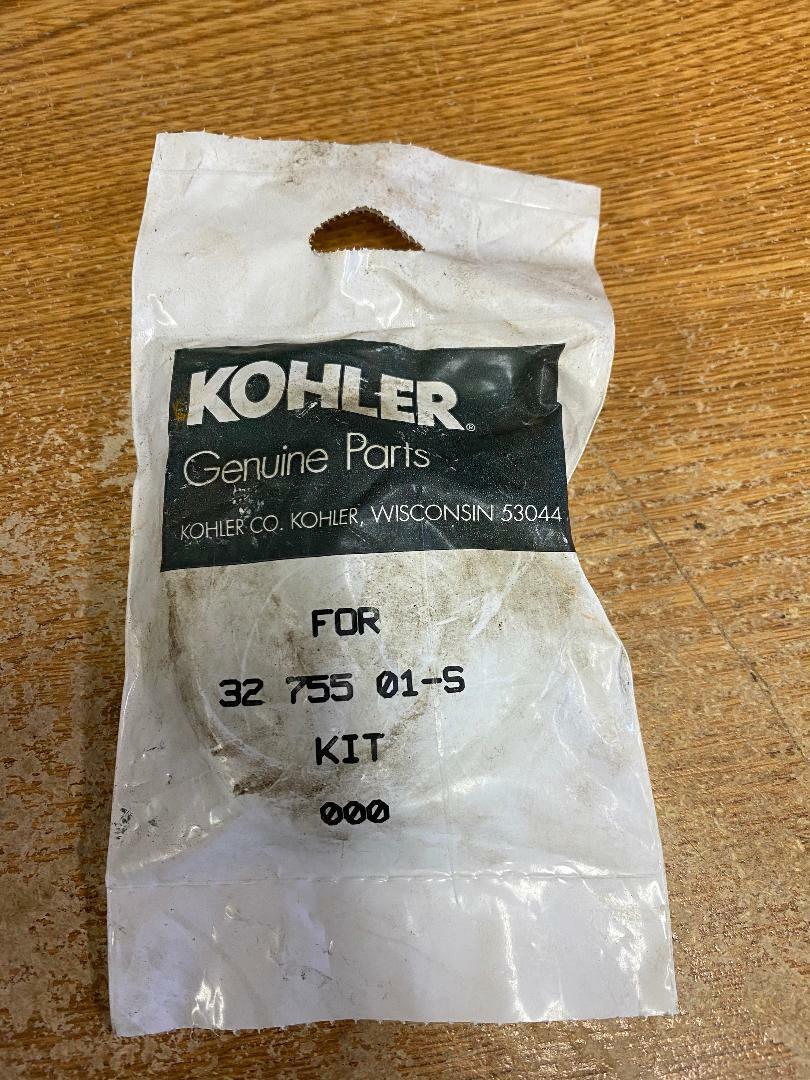 KOHLER®
Genuine Parts
KOHLER CO. KOHLER, WISCONSIN 53044
FOR
32 755 01-S
KIT
000